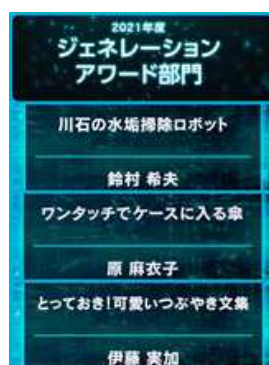 2021年度
ジェネレーション
アワード部門
川石の水垢掃除ロボット
鈴村 希夫
ワンタッチでケースに入る傘
原 麻衣子
とっておき!可愛いつぶやき文集
伊藤 実加